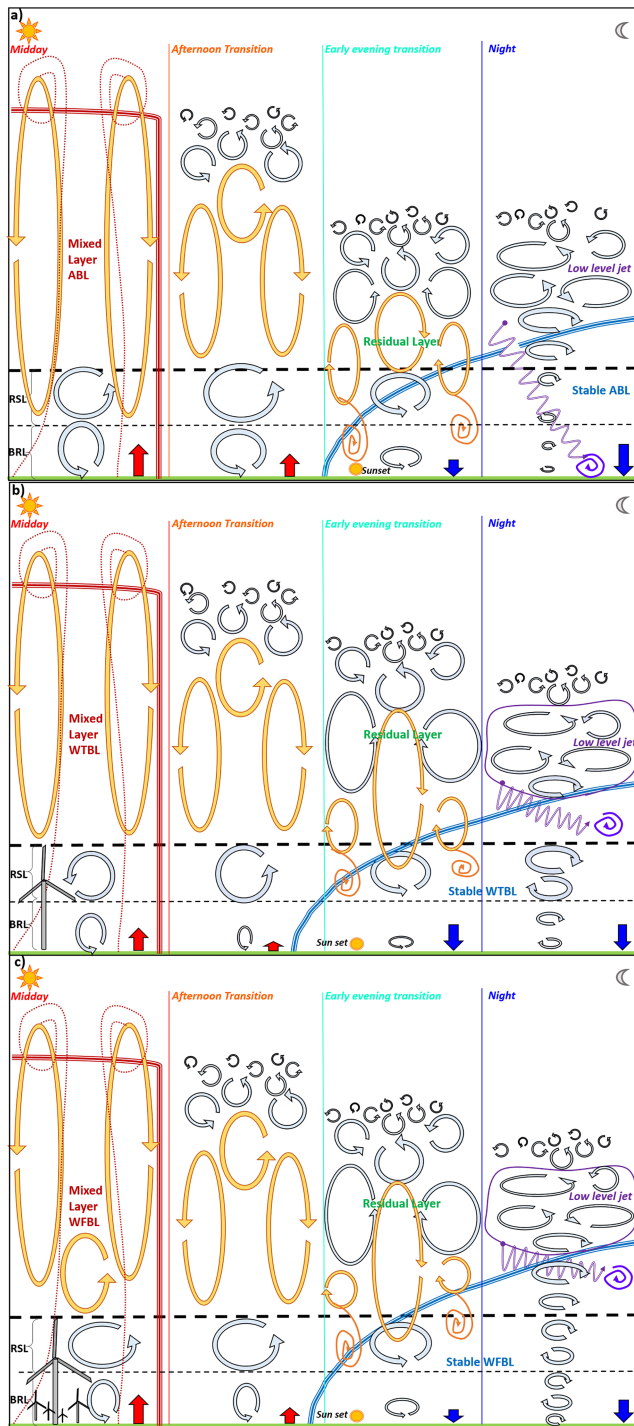 a)
Midday
Afternoon Transition
Early evening transition
Night
Mixed
Layer
ABL
Low level jet
Residual Layer
Stable ABL
RSL
BRL
Sunset
b)
Midday
Afternoon Transition
Early evening transition
Night
Mixed
Layer
WTBL
Residual Layer
Low level jet
RSL
Stable WTBL
BRL
Sun set
c)
Midday
Afternoon Transition
Early evening transition
Night
Mixed
Layer
WFBL
Residual Layer
Low level jet
RSL
Stable WFBL
BRL
Sun set